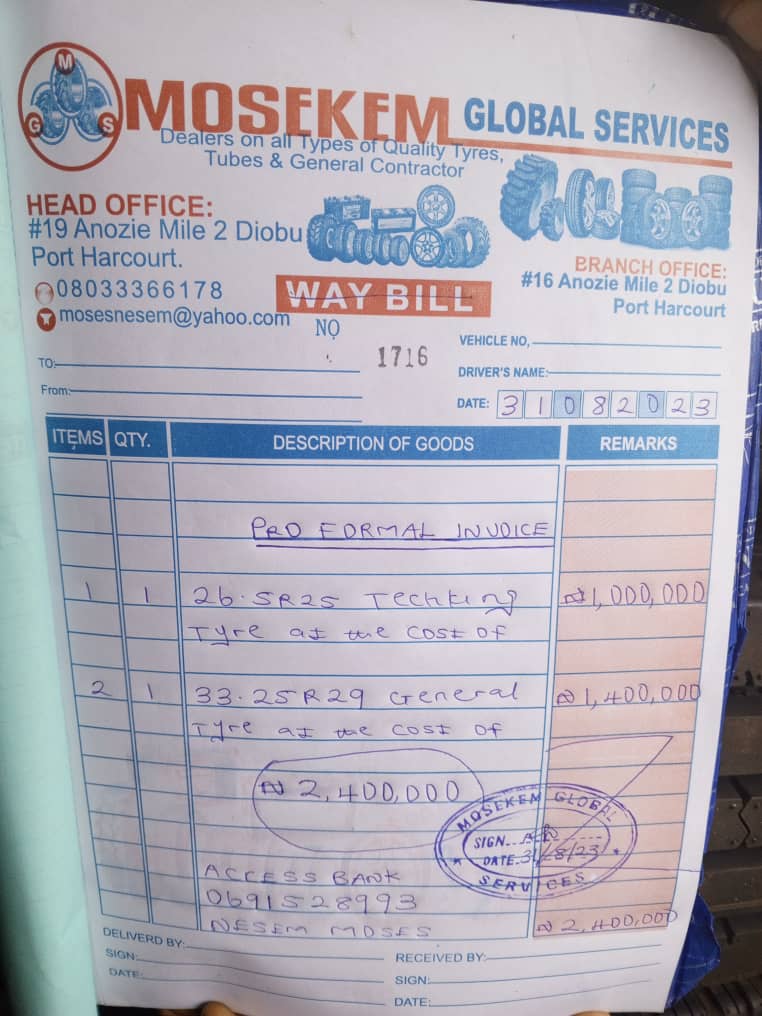 M
G S
MOSEKEM GLOBAL SERVICES
Dealers on all Types of Quality Tyres,
Tubes & General Contractor
HEAD OFFICE:
#19 Anozie Mile 2 Diobu
Port Harcourt.
08033366178
mosesnesem@yahoo.com
BRANCH OFFICE:
#16 Anozie Mile 2 Diobu
Port Harcourt
WAY BILL
NỌ 1716
VEHICLE NO,
TO:
DRIVER'S NAME:
From:
DATE: 31 08 2023
ITEMS QTY. DESCRIPTION OF GOODS REMARKS
PRO FORMAL INVOICE
1 1 26.5R25 Techking ₦1,000,000
Tyre at the cost of
2 1 33.25R29 General ₦1,400,000
Tyre at the cost of
₦2,400,000
MOSEKEM GLOBAL
SIGN.
DATE 31/8/23
SERVICES
ACCESS BANK
0691528993
NESEM MOSES ₦2,400,000
DELIVERD BY:
SIGN:
DATE:
RECEIVED BY:
SIGN:
DATE: